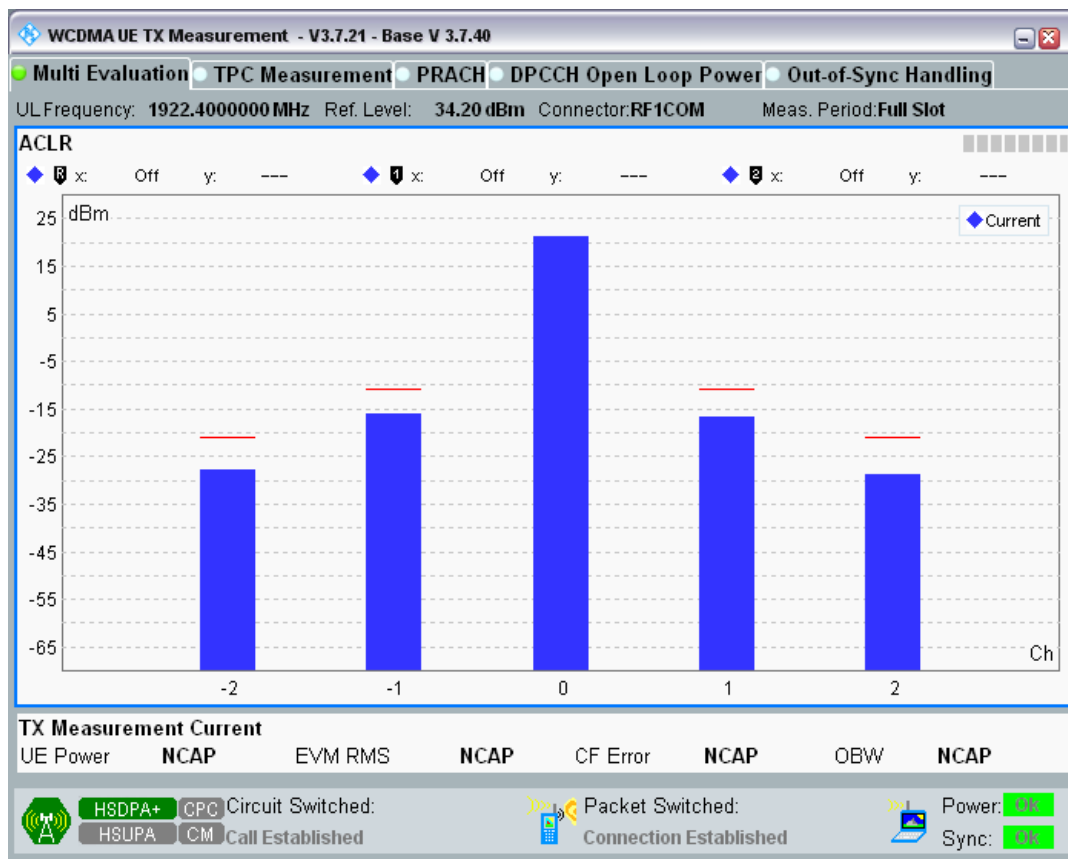 WCDMA UE TX Measurement - V3.7.21 - Base V 3.7.40
Multi Evaluation TPC Measurement PRACH DPCCH Open Loop Power Out-of-Sync Handling
UL Frequency: 1922.4000000 MHz Ref. Level: 34.20 dBm Connector:RF1COM Meas. Period:Full Slot
ACLR
R x: Off y: --- 1 x: Off y: --- 2 x: Off y: ---
dBm
Current
25
15
5
-5
-15
-25
-35
-45
-55
-65
Ch
-2 -1 0 1 2
TX Measurement Current
UE Power NCAP EVM RMS NCAP CF Error NCAP OBW NCAP
HSDPA+ CPC Circuit Switched: Packet Switched: Power: OK
HSUPA CM Call Established Connection Established Sync: OK